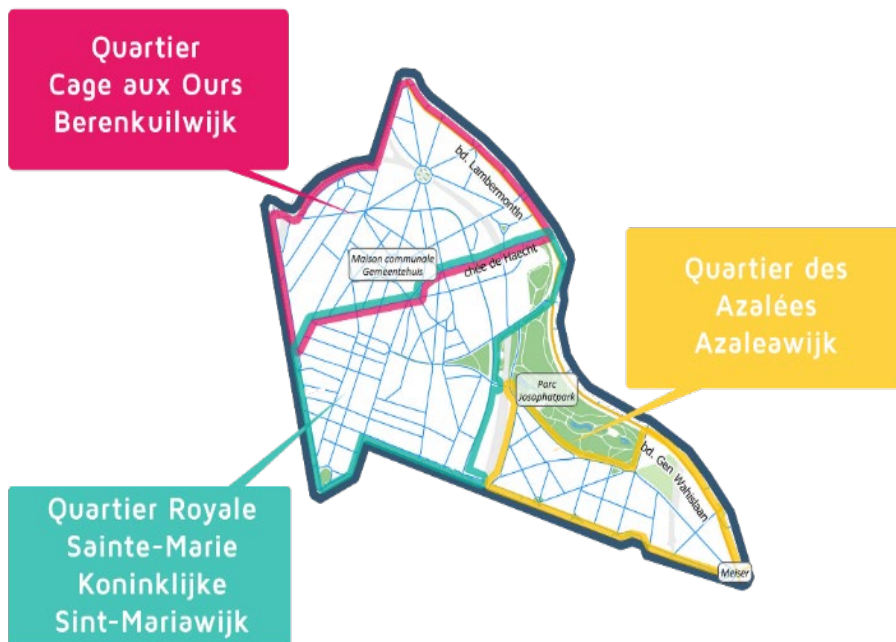 Quartier
Cage aux Ours
Berenkuilwijk
bd. Lambermontln
Maison communale
Gemeentehuis
chée de Haecht
Quartier des
Azalées
Azaleawijk
Parc
Josaphatpark
bd. Gen. Wahislaan
Meiser
Quartier Royale
Sainte-Marie
Koninklijke
Sint-Mariawijk